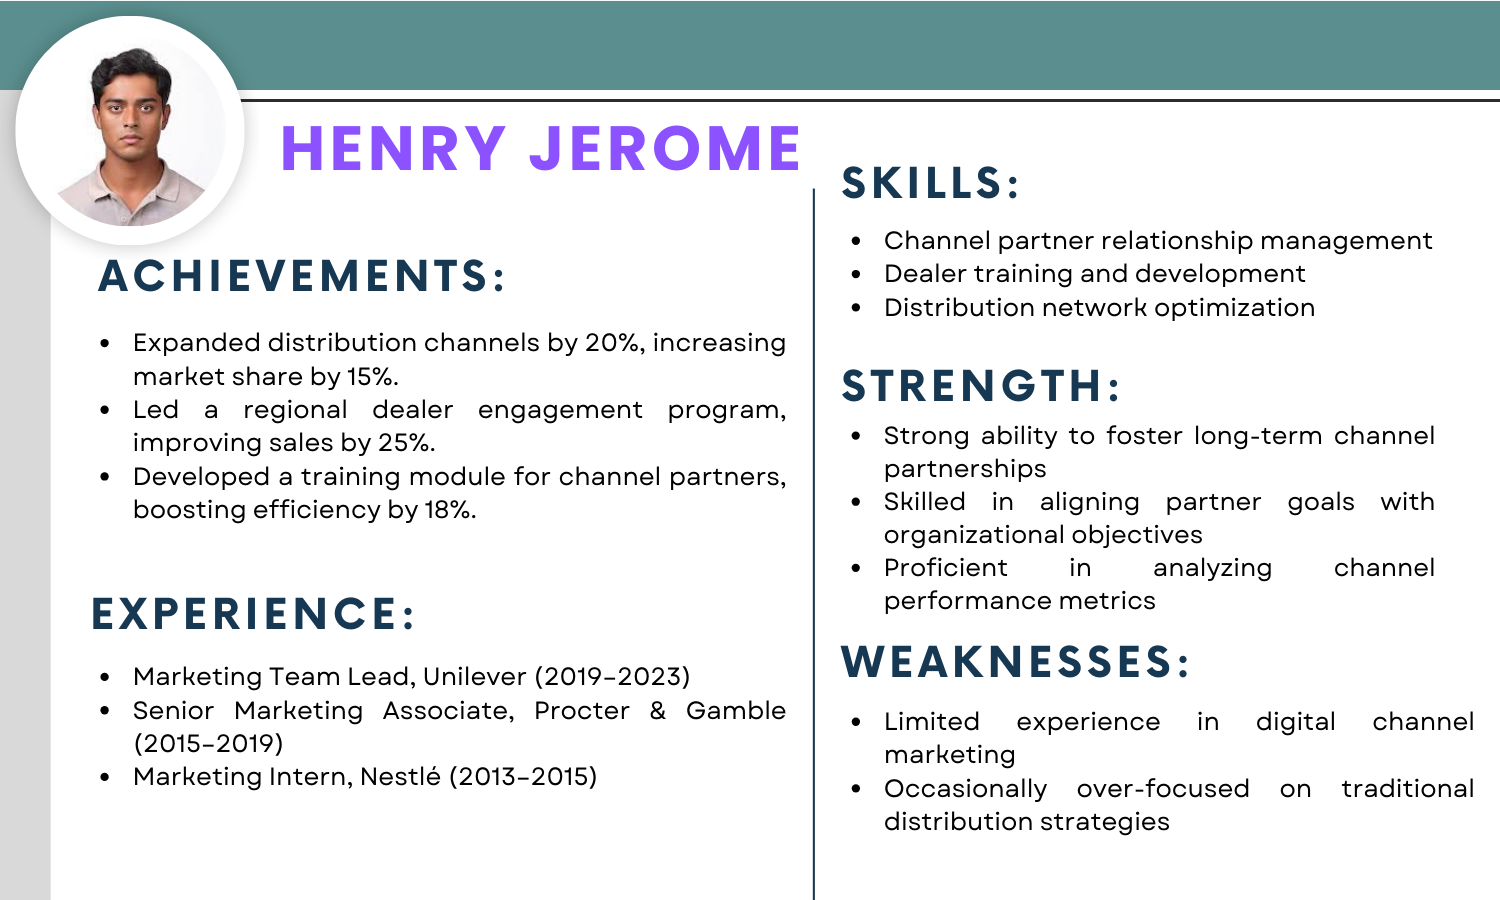 HENRY JEROME
ACHIEVEMENTS:
• Expanded distribution channels by 20%, increasing
market share by 15%.
• Led a regional dealer engagement program,
improving sales by 25%.
• Developed a training module for channel partners,
boosting efficiency by 18%.
EXPERIENCE:
• Marketing Team Lead, Unilever (2019–2023)
• Senior Marketing Associate, Procter & Gamble
(2015–2019)
• Marketing Intern, Nestlé (2013–2015)
SKILLS:
• Channel partner relationship management
• Dealer training and development
• Distribution network optimization
STRENGTH:
• Strong ability to foster long-term channel
partnerships
• Skilled in aligning partner goals with
organizational objectives
• Proficient in analyzing channel
performance metrics
WEAKNESSES:
• Limited experience in digital channel
marketing
• Occasionally over-focused on traditional
distribution strategies